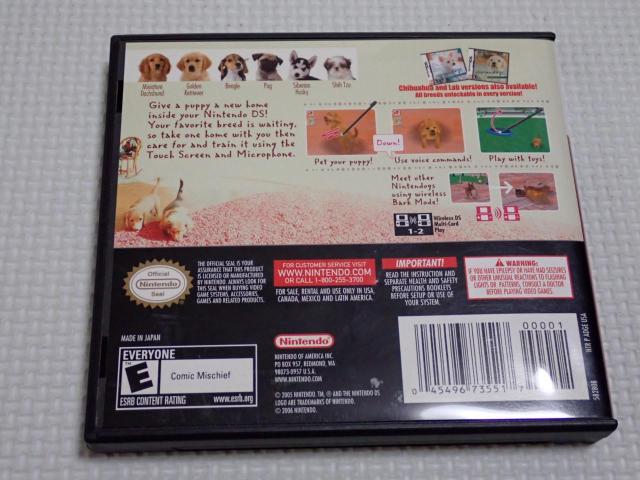 Miniature Dachshund
Golden Retriever
Beagle
Pug
Siberian Husky
Shih Tzu
Chihuahua and Lab versions also available!
All breeds unlockable in every version!
Give a puppy a new home
inside your Nintendo DS!
Your favorite breed is waiting,
so take one home with you then
care for and train it using the
Touch Screen and Microphone.
Down!
Pet your puppy!
Use voice commands!
Play with toys!
Meet other
Nintendogs
using wireless
Bark Mode!
1-2
Wireless DS
Multi-Card
Play
Official
Nintendo
Seal
THE OFFICIAL SEAL IS YOUR
ASSURANCE THAT THIS PRODUCT
IS LICENSED OR MANUFACTURED
BY NINTENDO. ALWAYS LOOK FOR
THIS SEAL WHEN BUYING VIDEO
GAME SYSTEMS, ACCESSORIES,
GAMES AND RELATED PRODUCTS.
FOR CUSTOMER SERVICE VISIT
WWW.NINTENDO.COM
OR CALL 1-800-255-3700
FOR SALE, RENTAL AND USE ONLY IN USA,
CANADA, MEXICO AND LATIN AMERICA.
IMPORTANT!
READ THE INSTRUCTION AND
SEPARATE HEALTH AND SAFETY
PRECAUTIONS BOOKLETS
BEFORE SETUP OR USE OF
YOUR SYSTEM.
WARNING:
IF YOU HAVE EPILEPSY OR HAVE HAD SEIZURES
OR OTHER UNUSUAL REACTIONS TO FLASHING
LIGHTS OR PATTERNS, CONSULT A DOCTOR
BEFORE PLAYING VIDEO GAMES.
MADE IN JAPAN
EVERYONE
E
Comic Mischief
ESRB CONTENT RATING
www.esrb.org
Nintendo
NINTENDO OF AMERICA INC.
PO BOX 957, REDMOND, WA
98073-0957 U.S.A.
WWW.NINTENDO.COM
© 2005 NINTENDO. TM, ® AND THE NINTENDO DS
LOGO ARE TRADEMARKS OF NINTENDO.
© 2006 NINTENDO.
00001
0 45496 73551 7
NTR P ADGE USA
58280B